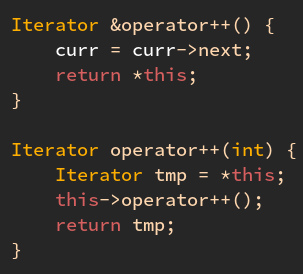 Iterator &operator++() {
    curr = curr->next;
    return *this;
}

Iterator operator++(int) {
    Iterator tmp = *this;
    this->operator++();
    return tmp;
}